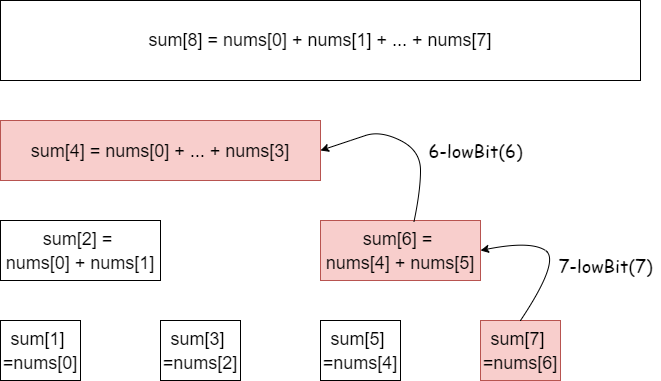 sum[8] = nums[0] + nums[1] + ... + nums[7]
sum[4] = nums[0] + ... + nums[3]
6-lowBit(6)
sum[2] =
nums[0] + nums[1]
sum[6] =
nums[4] + nums[5]
7-lowBit(7)
sum[1]
=nums[0]
sum[3]
=nums[2]
sum[5]
=nums[4]
sum[7]
=nums[6]